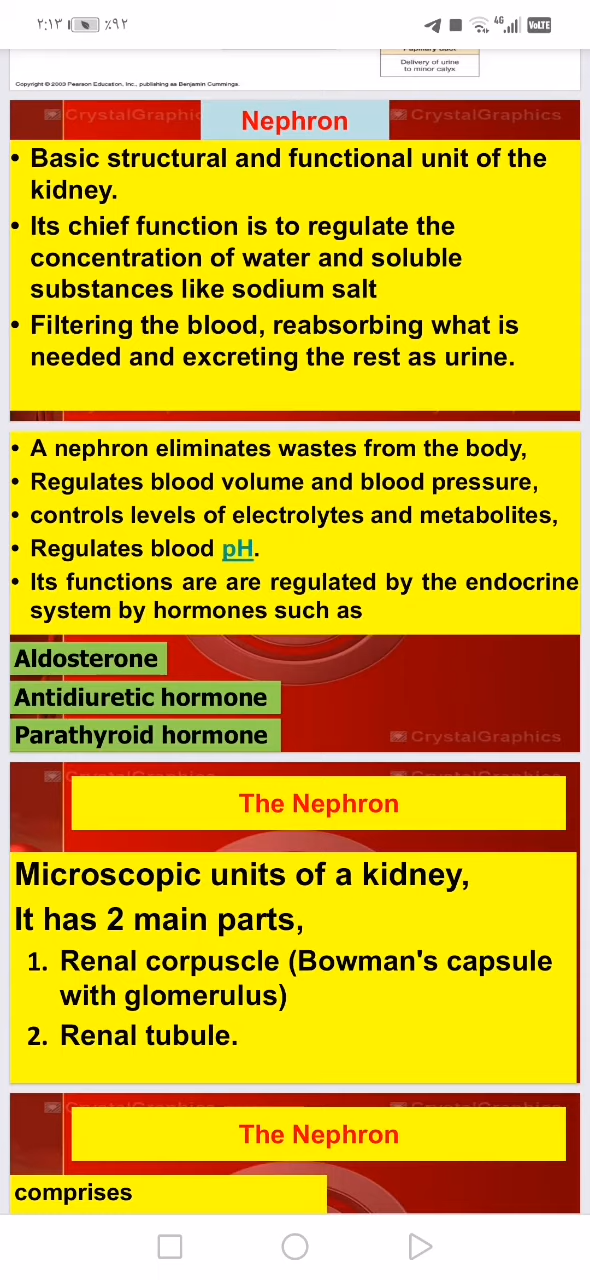 ٢:١٣ ٪٩٢ 4G VoLTE
Delivery of urine
to minor calyx
Copyright © 2003 Pearson Education, Inc., publishing as Benjamin Cummings.
CrystalGraphic
Nephron
CrystalGraphics
• Basic structural and functional unit of the
kidney.
• Its chief function is to regulate the
concentration of water and soluble
substances like sodium salt
• Filtering the blood, reabsorbing what is
needed and excreting the rest as urine.
• A nephron eliminates wastes from the body,
• Regulates blood volume and blood pressure,
• controls levels of electrolytes and metabolites,
• Regulates blood pH.
• Its functions are are regulated by the endocrine
system by hormones such as
Aldosterone
Antidiuretic hormone
Parathyroid hormone
CrystalGraphics
The Nephron
Microscopic units of a kidney,
It has 2 main parts,
1. Renal corpuscle (Bowman's capsule
with glomerulus)
2. Renal tubule.
The Nephron
comprises